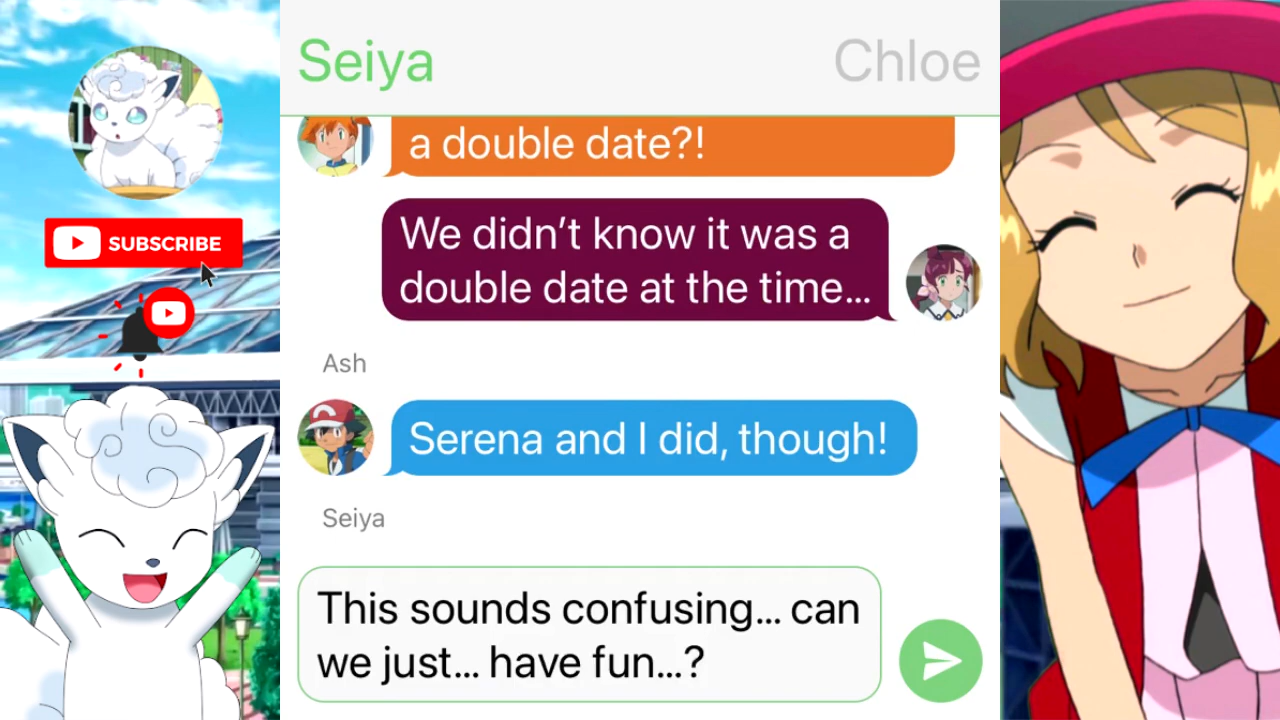 Seiya
Chloe
SUBSCRIBE
a double date?!
We didn’t know it was a
double date at the time...
Ash
Serena and I did, though!
Seiya
This sounds confusing... can
we just... have fun...?